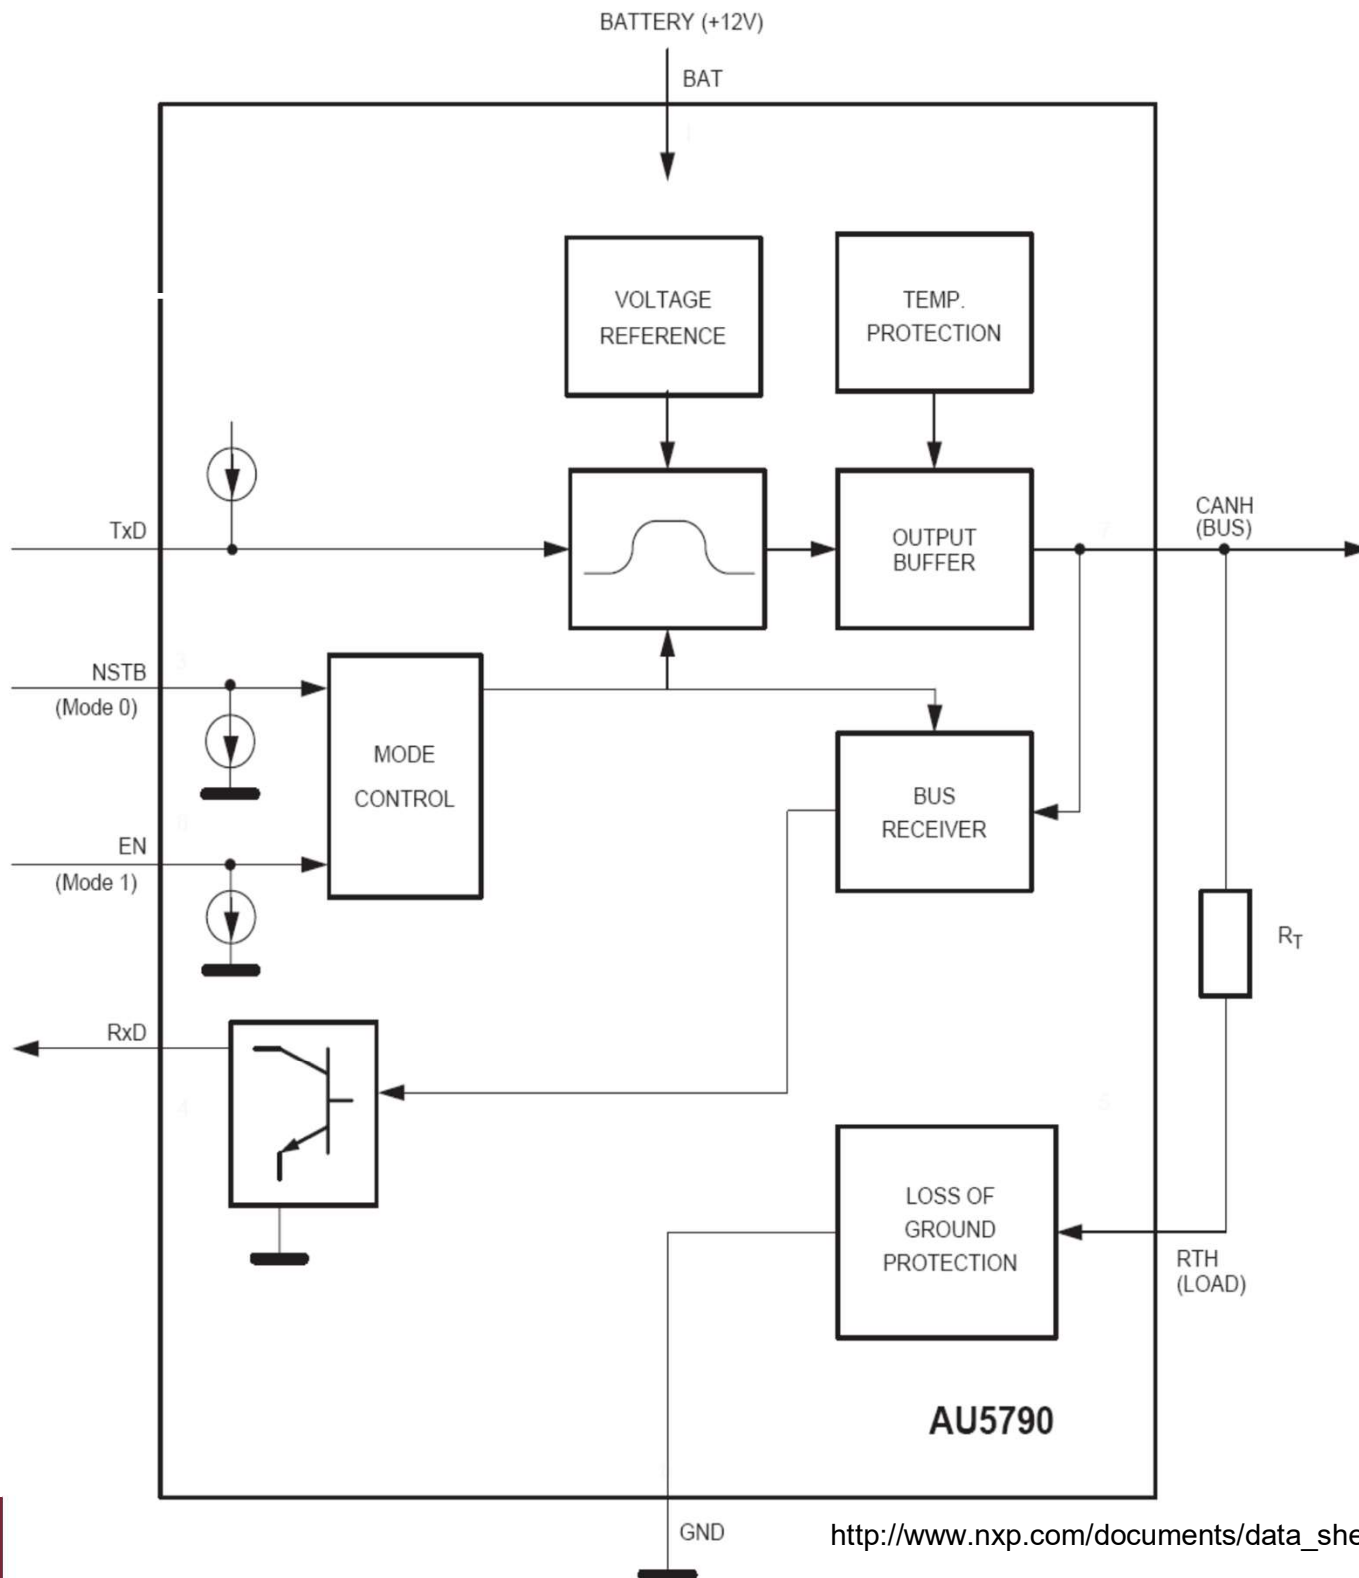 BATTERY (+12V)
BAT
VOLTAGE
REFERENCE
TEMP.
PROTECTION
TxD
OUTPUT
BUFFER
CANH
(BUS)
NSTB
(Mode 0)
MODE
CONTROL
BUS
RECEIVER
EN
(Mode 1)
RT
RxD
LOSS OF
GROUND
PROTECTION
RTH
(LOAD)
AU5790
GND
http://www.nxp.com/documents/data_she